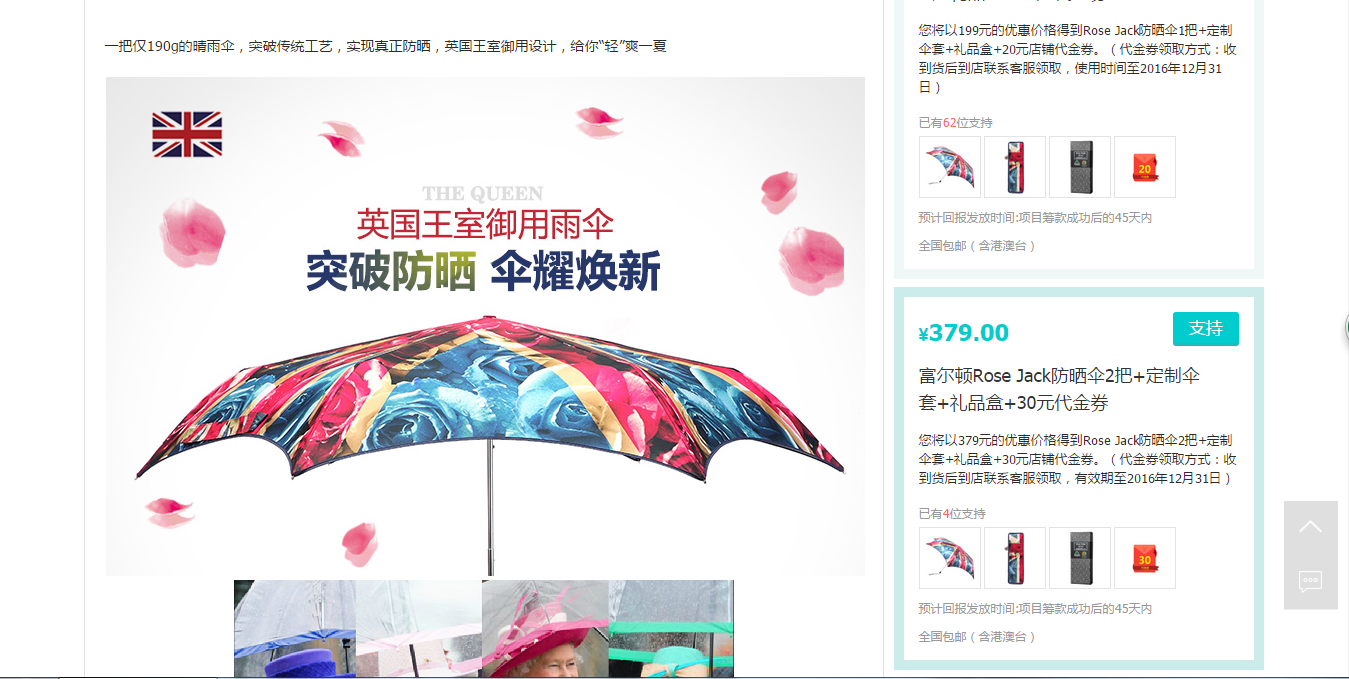 一把仅190g的晴雨伞，突破传统工艺，实现真正防晒，英国王室御用设计，给你“轻”爽一夏
THE QUEEN
英国王室御用雨伞
突破防晒 伞耀焕新
您将以199元的优惠价格得到Rose Jack防晒伞1把+定制
伞套+礼品盒+20元店铺代金券。（代金券领取方式：收
到货后到店联系客服领取，使用时间至2016年12月31
日）
已有62位支持
20
预计回报发放时间:项目筹款成功后的45天内
全国包邮（含港澳台）
¥379.00
支持
富尔顿Rose Jack防晒伞2把+定制伞
套+礼品盒+30元代金券
您将以379元的优惠价格得到Rose Jack防晒伞2把+定制
伞套+礼品盒+30元店铺代金券。（代金券领取方式：收
到货后到店联系客服领取，有效期至2016年12月31日）
已有4位支持
30
预计回报发放时间:项目筹款成功后的45天内
全国包邮（含港澳台）